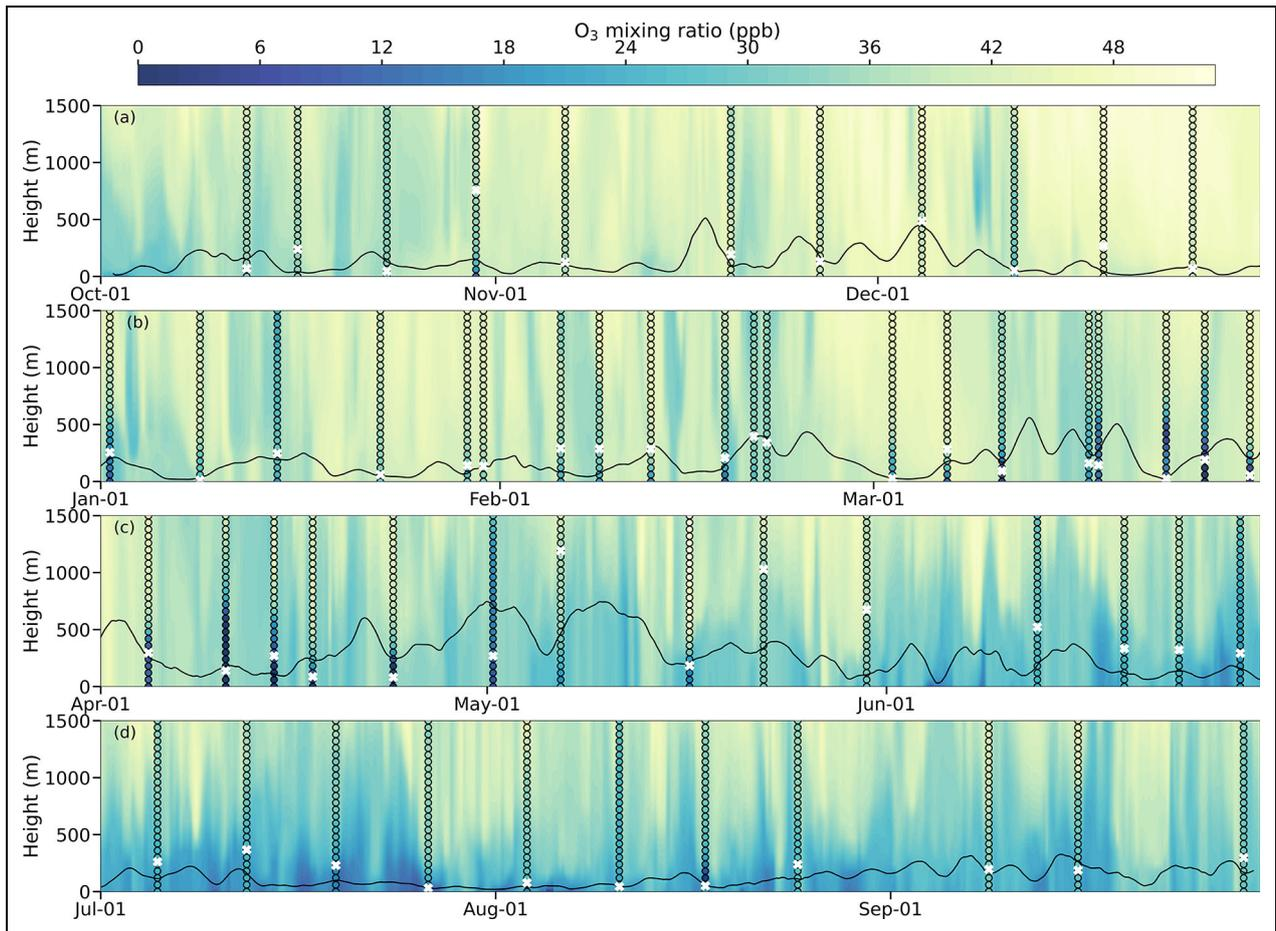 O₃ mixing ratio (ppb)
0 6 12 18 24 30 36 42 48
(a)
1500
1000
500
0
Height (m)
Oct-01 Nov-01 Dec-01
(b)
1500
1000
500
0
Height (m)
Jan-01 Feb-01 Mar-01
(c)
1500
1000
500
0
Height (m)
Apr-01 May-01 Jun-01
(d)
1500
1000
500
0
Height (m)
Jul-01 Aug-01 Sep-01